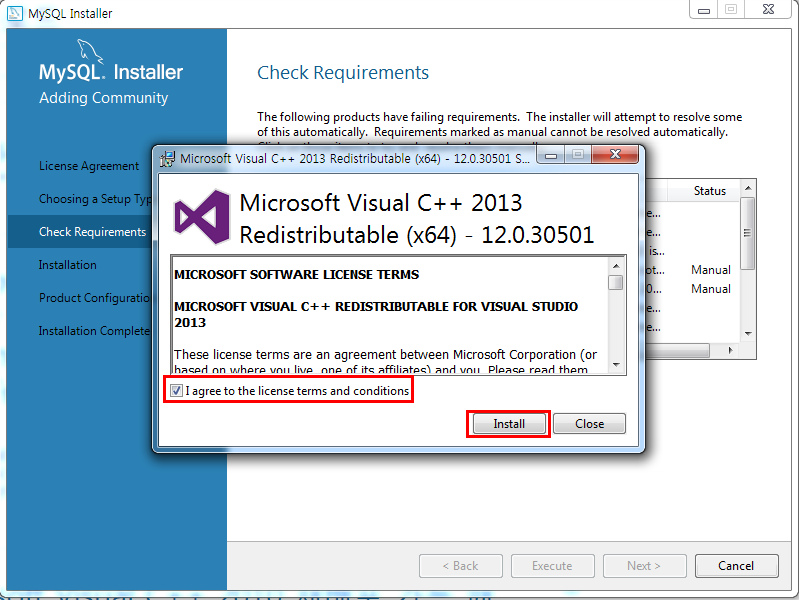 MySQL Installer
MySQL. Installer
Adding Community
License Agreement
Choosing a Setup Typ
Check Requirements
Installation
Product Configuratio
Installation Complete
Check Requirements
The following products have failing requirements. The installer will attempt to resolve some
of this automatically. Requirements marked as manual cannot be resolved automatically.
Status
e...
e...
is...
ot... Manual
0... Manual
e...
e...
Microsoft Visual C++ 2013 Redistributable (x64) - 12.0.30501 S...
Microsoft Visual C++ 2013
Redistributable (x64) - 12.0.30501
MICROSOFT SOFTWARE LICENSE TERMS
MICROSOFT VISUAL C++ REDISTRIBUTABLE FOR VISUAL STUDIO
2013
These license terms are an agreement between Microsoft Corporation (or
based on where you live, one of its affiliates) and you. Please read them
I agree to the license terms and conditions
Install
Close
< Back
Execute
Next >
Cancel